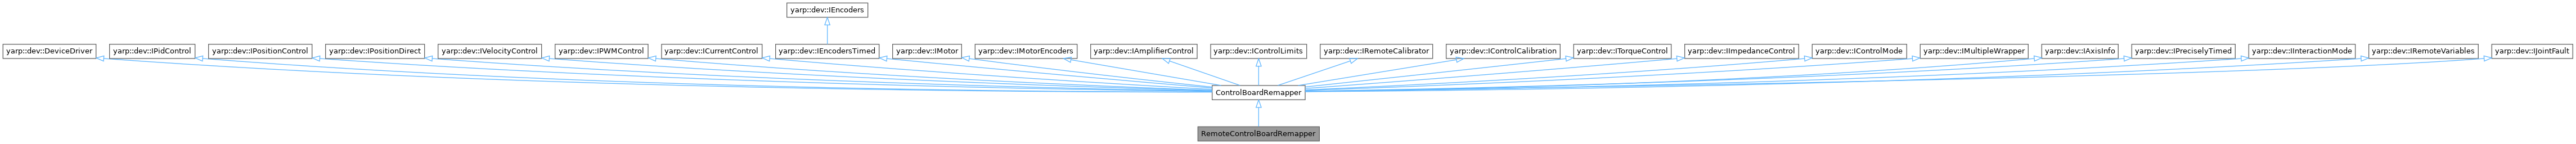 yarp::dev::IEncoders
yarp::dev::DeviceDriver
yarp::dev::IPidControl
yarp::dev::IPositionControl
yarp::dev::IPositionDirect
yarp::dev::IVelocityControl
yarp::dev::IPWMControl
yarp::dev::ICurrentControl
yarp::dev::IEncodersTimed
yarp::dev::IMotor
yarp::dev::IMotorEncoders
yarp::dev::IAmplifierControl
yarp::dev::IControlLimits
yarp::dev::IRemoteCalibrator
yarp::dev::IControlCalibration
yarp::dev::ITorqueControl
yarp::dev::IImpedanceControl
yarp::dev::IControlMode
yarp::dev::IMultipleWrapper
yarp::dev::IAxisInfo
yarp::dev::IPreciselyTimed
yarp::dev::IInteractionMode
yarp::dev::IRemoteVariables
yarp::dev::IJointFault
ControlBoardRemapper
RemoteControlBoardRemapper